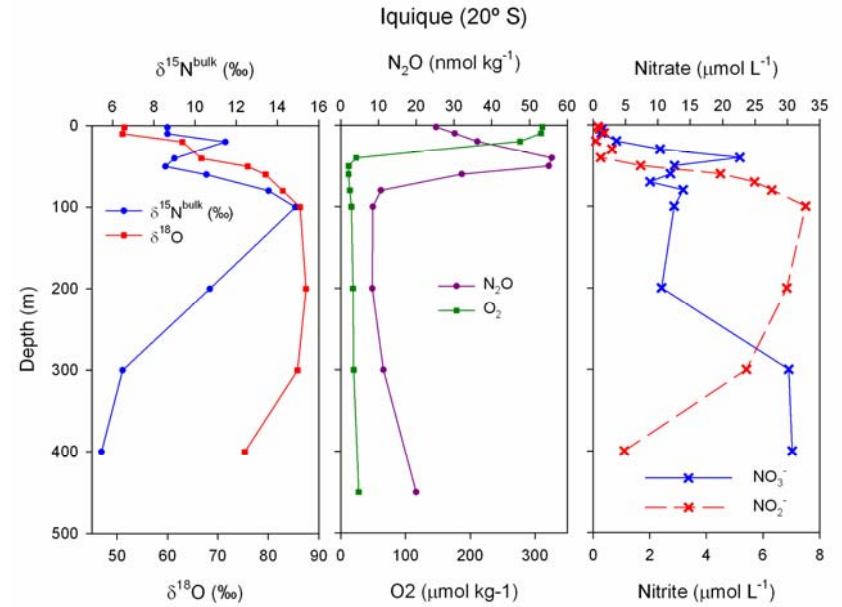 Iquique (20º S)
δ15Nbulk (‰)
N2O (nmol kg-1)
Nitrate (μmol L-1)
6 8 10 12 14 16
0 10 20 30 40 50 60
0 5 10 15 20 25 30 35
0
100
200
300
400
500
Depth (m)
δ15Nbulk (‰)
δ18O
N2O
O2
NO3-
NO2-
50 60 70 80 90
0 100 200 300
0 2 4 6 8
δ18O (‰)
O2 (μmol kg-1)
Nitrite (μmol L-1)